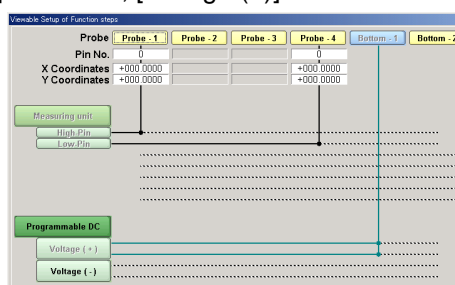 Viewable Setup of Function steps
Probe Probe - 1 Probe - 2 Probe - 3 Probe - 4 Bottom - 1 Bottom - 2
Pin No. 0 0
X Coordinates +000.0000 +000.0000
Y Coordinates +000.0000 +000.0000
Measuring unit
High.Pin
Low.Pin
Programmable DC
Voltage ( + )
Voltage ( - )